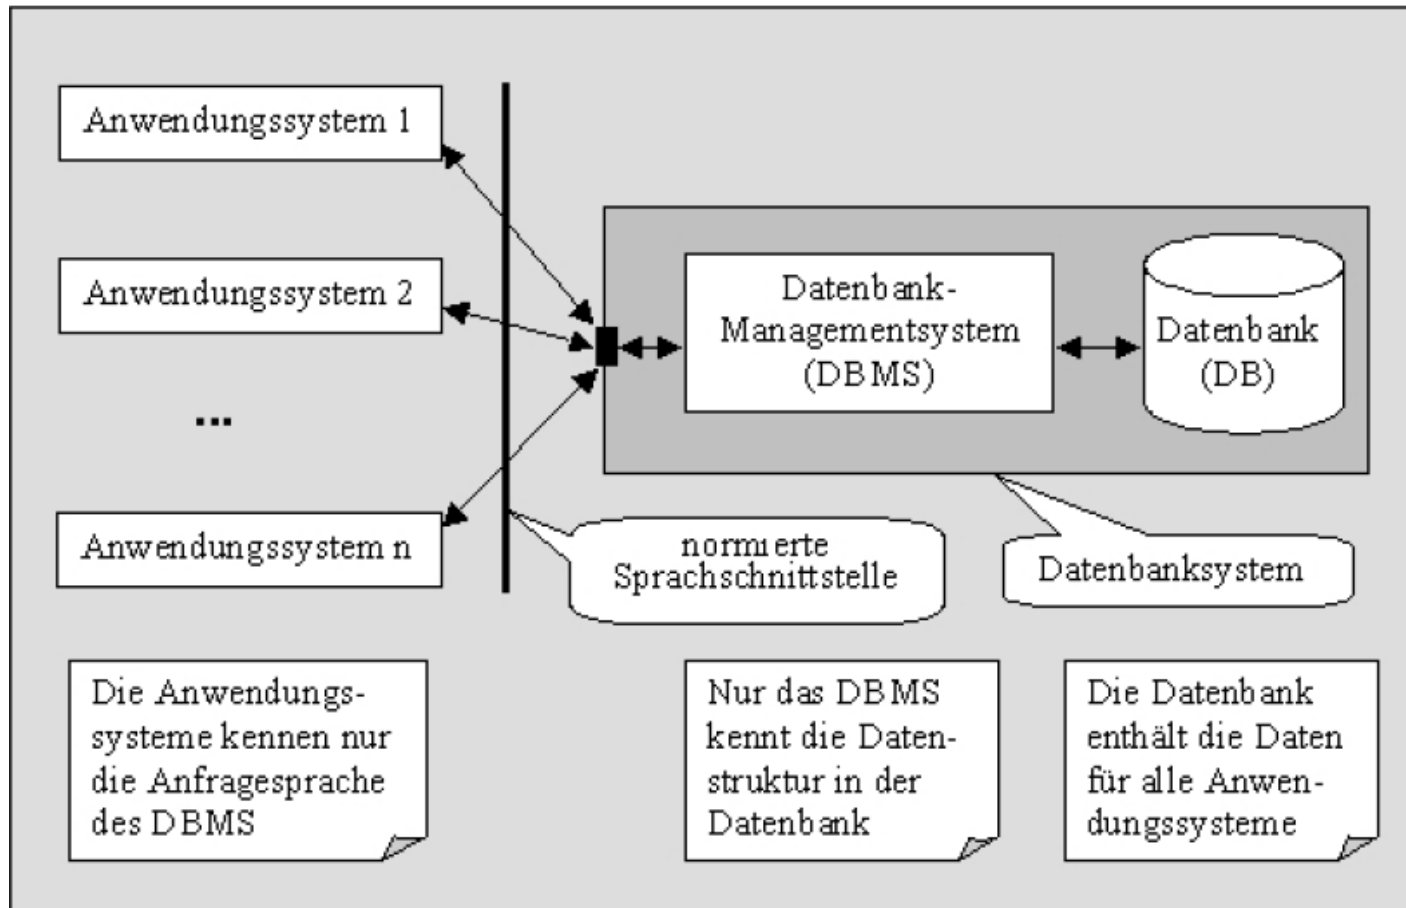 Anwendungssystem 1
Anwendungssystem 2
...
Anwendungssystem n
Datenbank-
Managementsystem
(DBMS)
Datenbank
(DB)
normierte
Sprachschnittstelle
Datenbanksystem
Die Anwendungs-
systeme kennen nur
die Anfragesprache
des DBMS
Nur das DBMS
kennt die Daten-
struktur in der
Datenbank
Die Datenbank
enthält die Daten
für alle Anwen-
dungssysteme